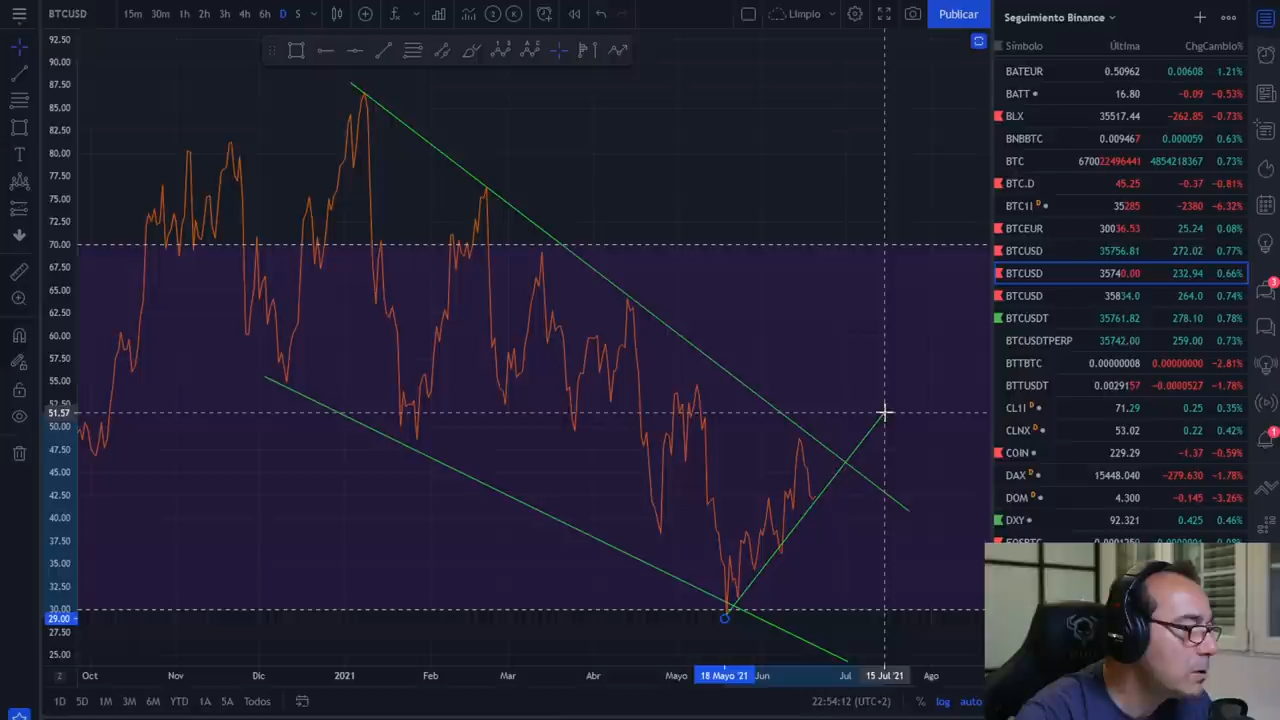 BTCUSD 15m 30m 1h 2h 3h 4h 6h D S Limpio Publicar
Seguimiento Binance
Símbolo Última Chg Cambio%
BATEUR 0.50962 0.00608 1.21%
BATT 16.80 -0.09 -0.53%
BLX 35517.44 -262.85 -0.73%
BNBBTC 0.009467 0.000059 0.63%
BTC 670022496441 4854218367 0.73%
BTC.D 45.25 -0.37 -0.81%
BTC1! D 35285 -2380 -6.32%
BTCEUR 30036.53 25.24 0.08%
BTCUSD 35756.81 272.02 0.77%
BTCUSD 35740.00 232.94 0.66%
BTCUSD 35834.0 264.0 0.74%
BTCUSDT 35761.82 278.10 0.78%
BTCUSDTPERP 35742.00 259.00 0.73%
BTTBTC 0.00000008 0.00000000 -2.81%
BTTUSDT 0.0029157 -0.0000527 -1.78%
CL1! D 71.29 0.25 0.35%
CLNX 53.02 0.22 0.42%
COIN 229.29 -1.37 -0.59%
DAX D 15448.040 -279.630 -1.78%
DOM D 4.300 -0.145 -3.26%
DXY 92.321 0.425 0.46%
92.50
90.00
87.50
85.00
82.50
80.00
77.50
75.00
72.50
70.00
67.50
65.00
62.50
60.00
57.50
55.00
52.50
51.57
50.00
47.50
45.00
42.50
40.00
37.50
35.00
32.50
30.00
29.00
27.50
25.00
Oct Nov Dic 2021 Feb Mar Abr Mayo 18 Mayo '21 Jun Jul 15 Jul '21 Ago
1D 5D 1M 3M 6M YTD 1A 5A Todos 22:54:12 (UTC+2) % log auto